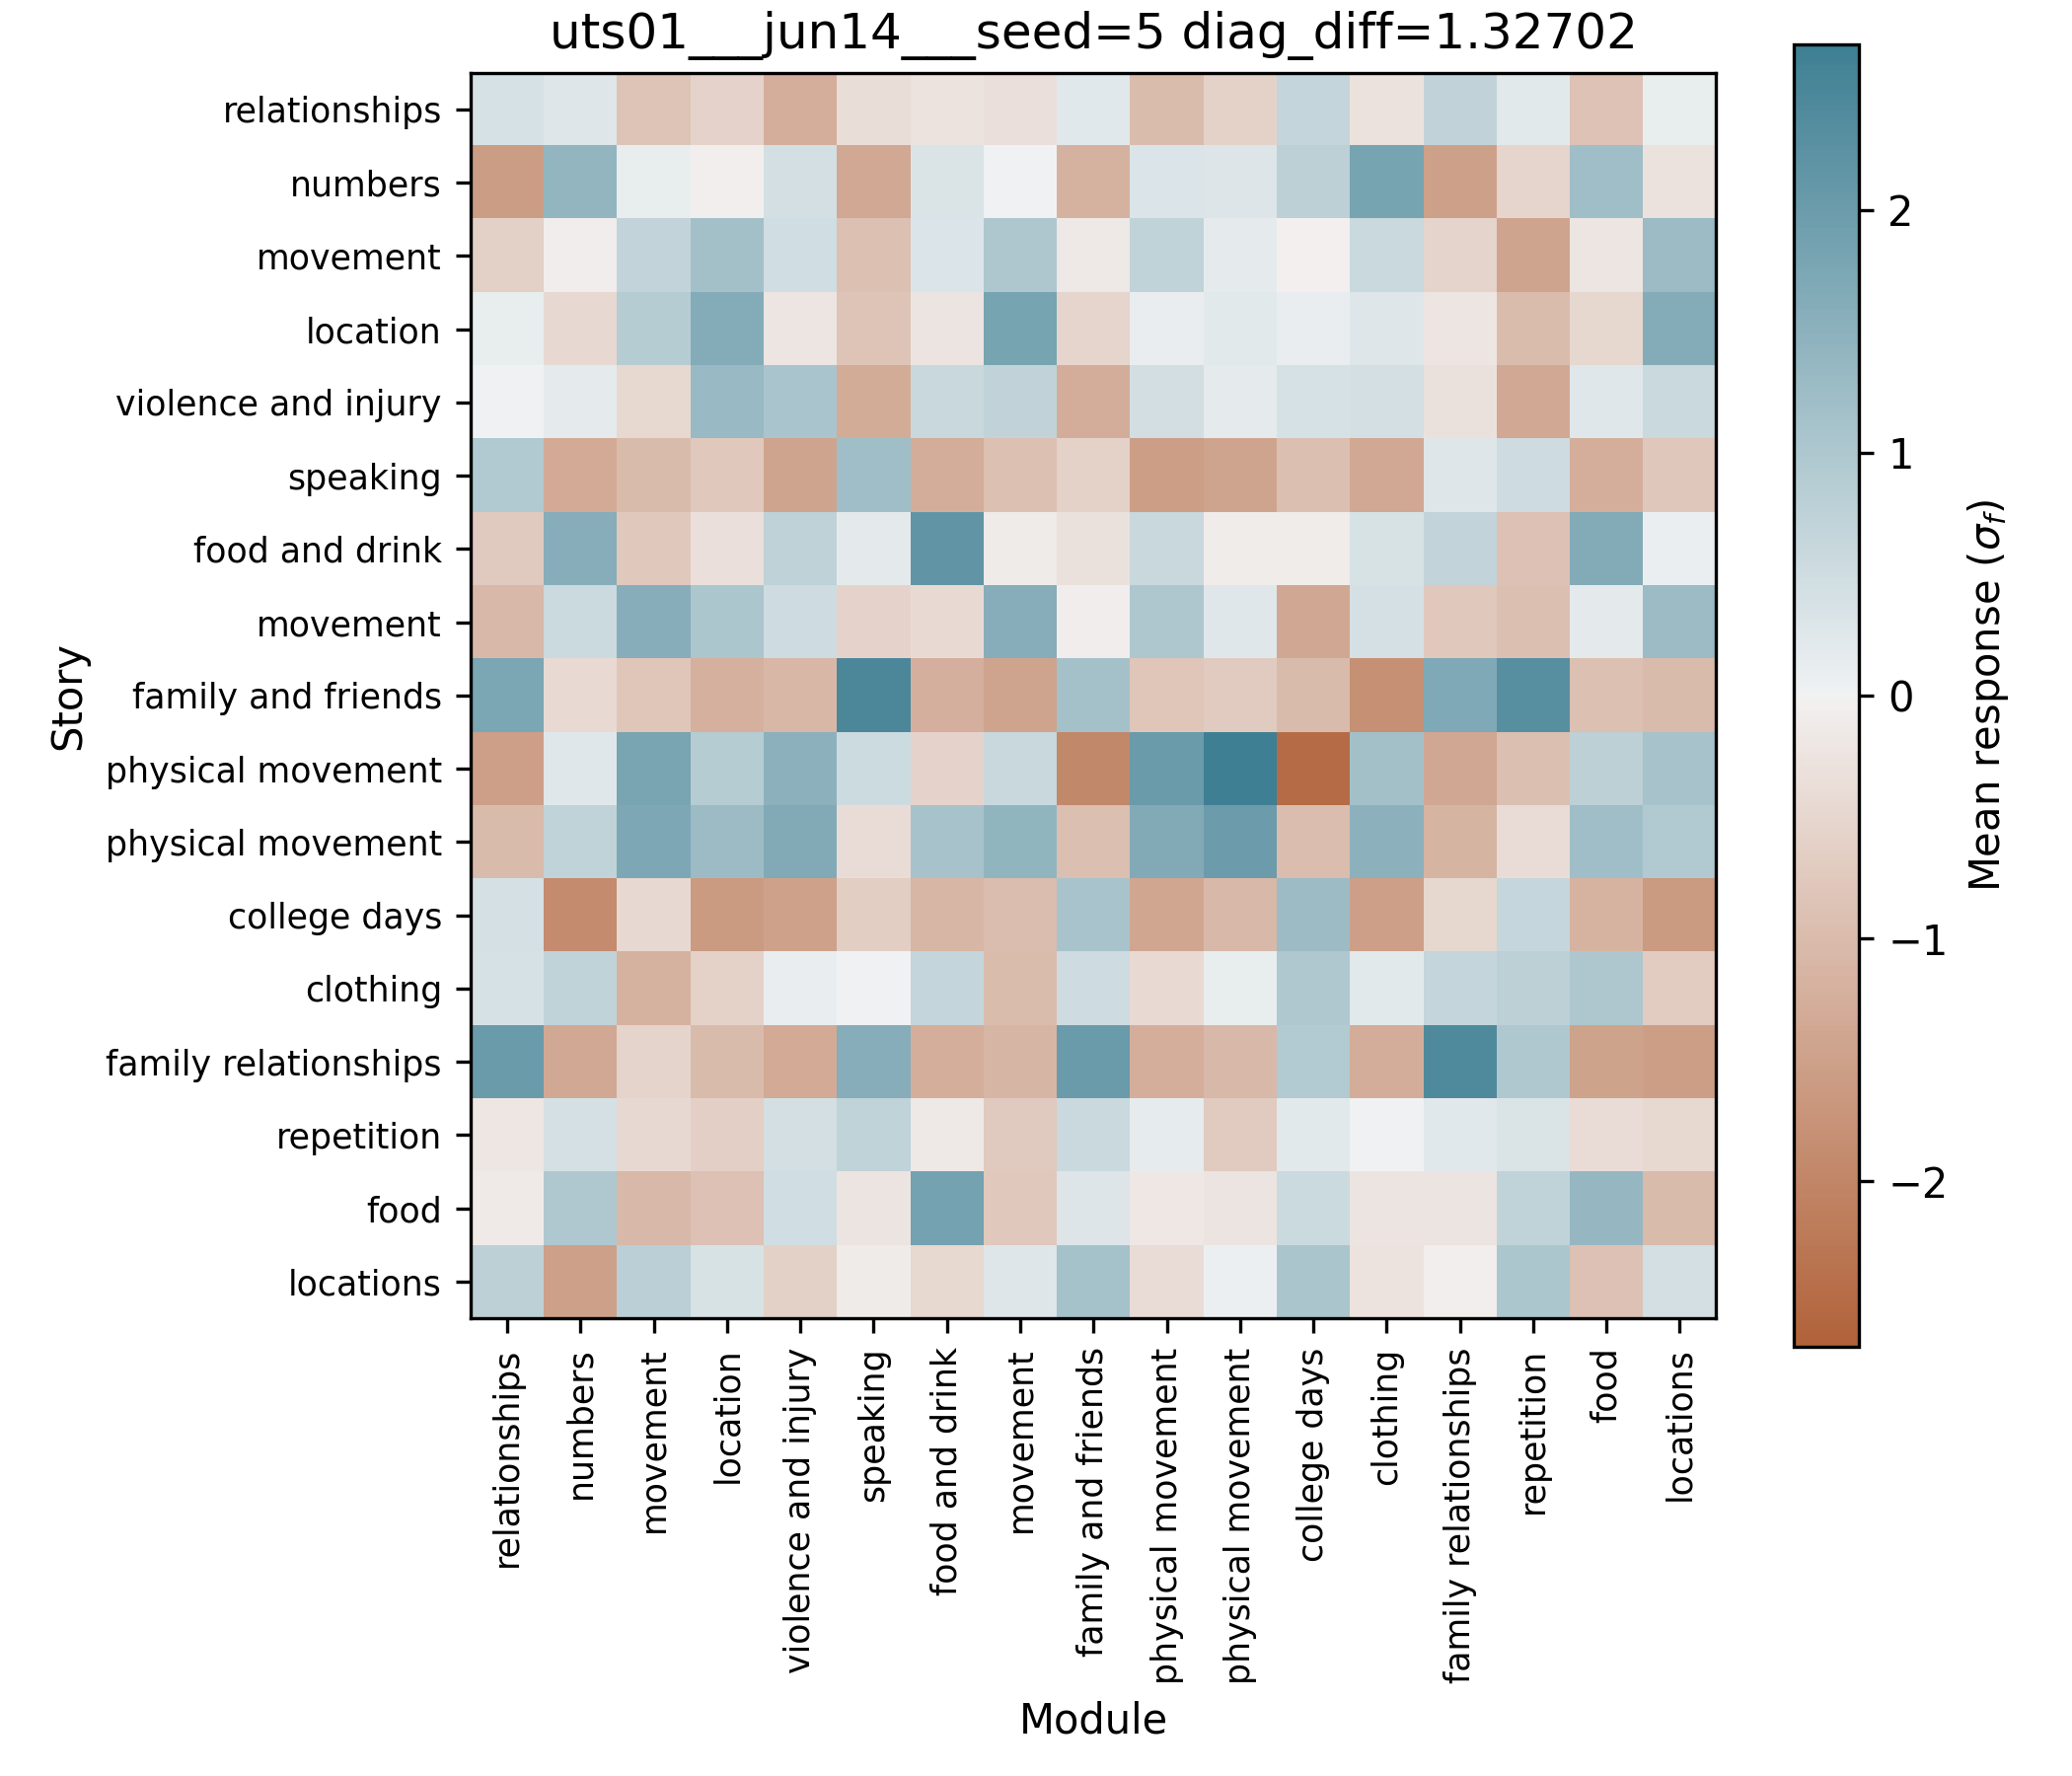 uts01___jun14___seed=5 diag_diff=1.32702
relationships
numbers
movement
location
violence and injury
speaking
food and drink
movement
family and friends
physical movement
physical movement
college days
clothing
family relationships
repetition
food
locations
Story
relationships
numbers
movement
location
violence and injury
speaking
food and drink
movement
family and friends
physical movement
physical movement
college days
clothing
family relationships
repetition
food
locations
Module
2
1
0
−1
−2
Mean response (σ_f)